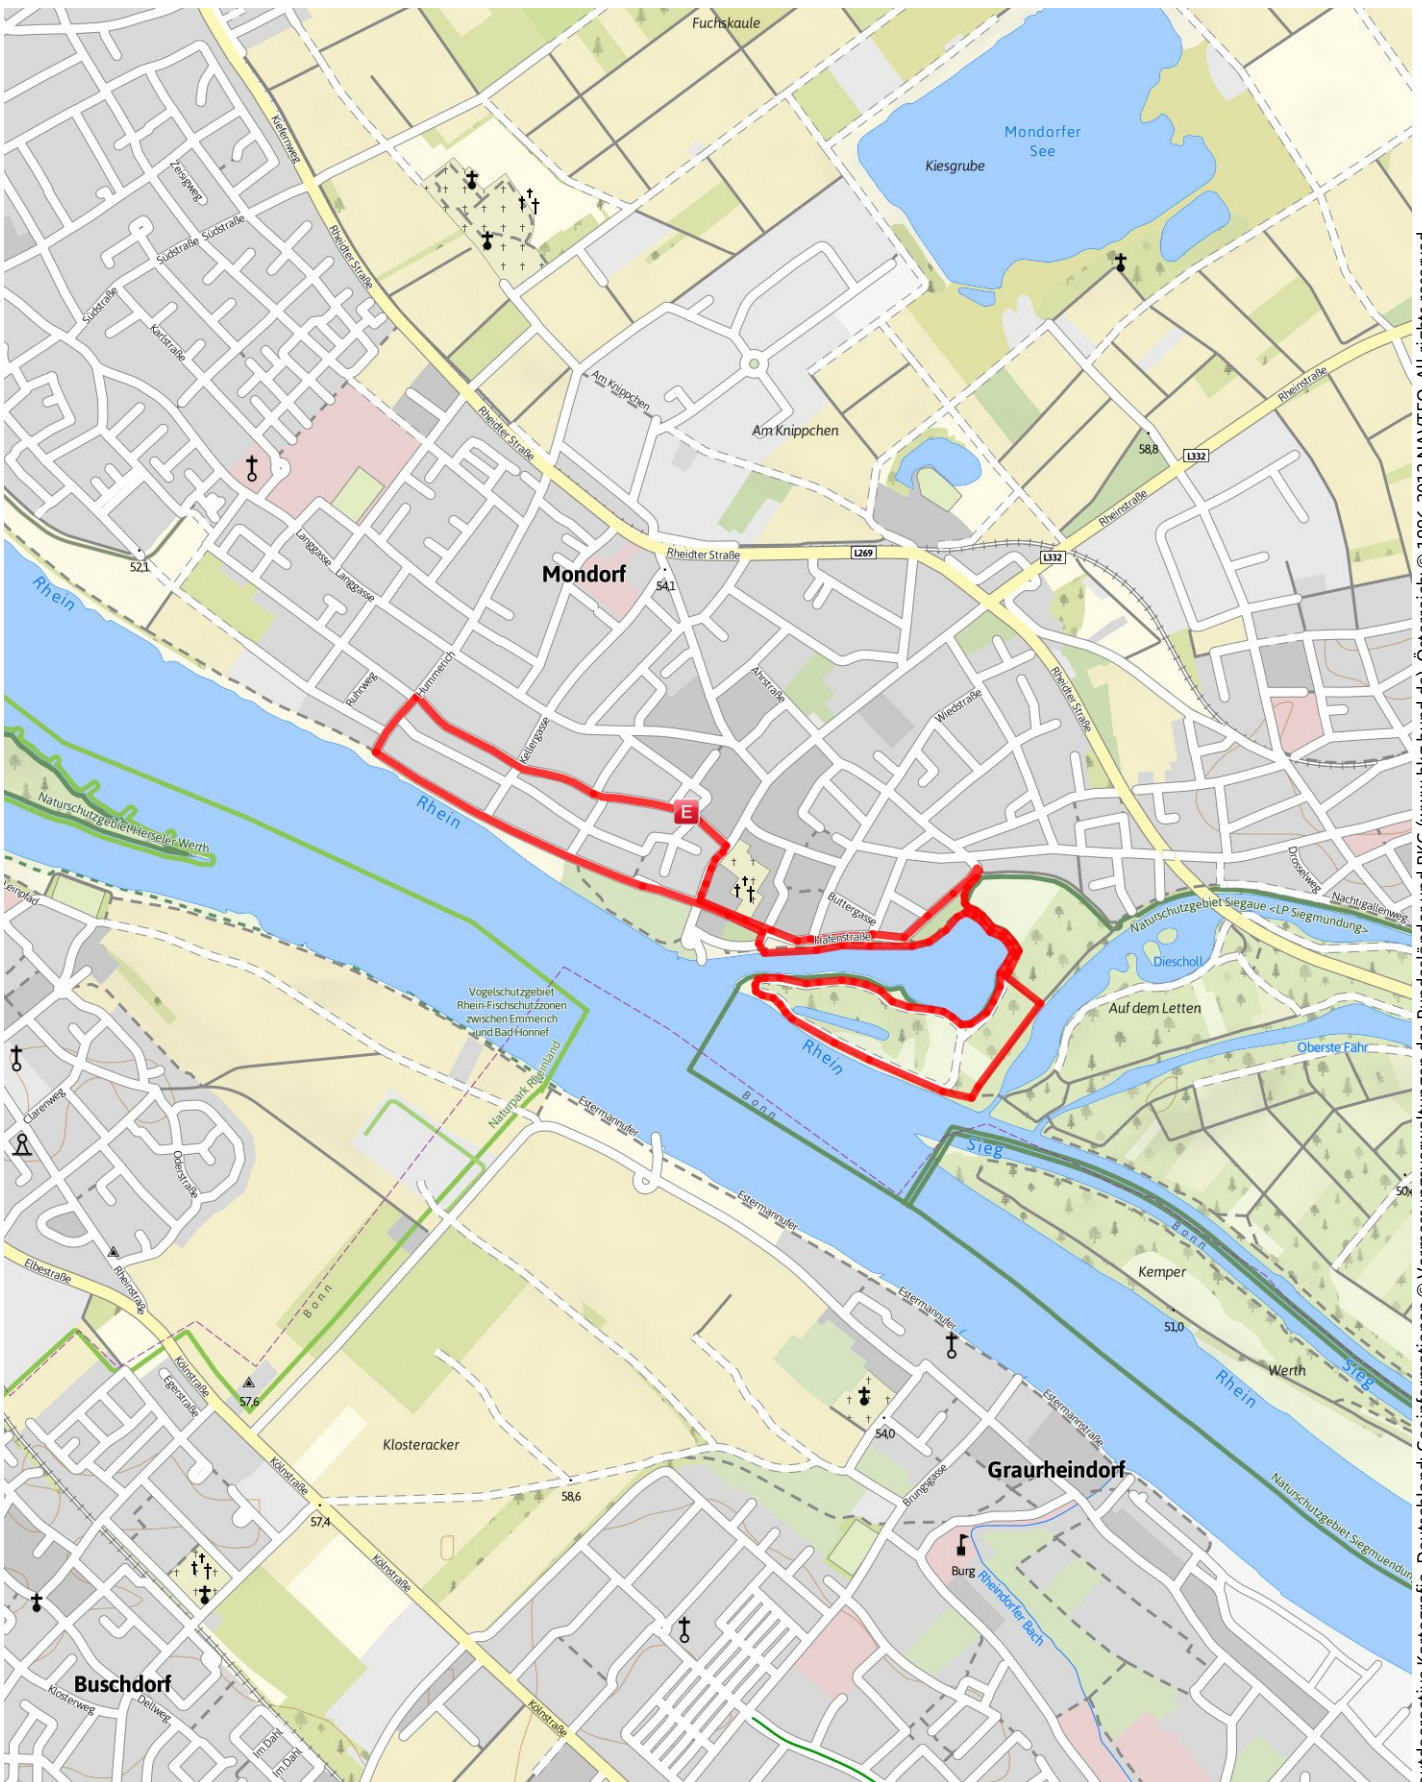 Fuchskaule
Mondorfer
See
Kiesgrube
Kiefernweg
Zeisigweg
Südstraße Südstraße
Rheidter Straße
Südstraße
Karlstraße
Am Knippchen
Rheinstraße
Rheidter Straße
Am Knippchen
58,8
L332
Rheinstraße
Langgasse Langgasse
Rheidter Straße
L269
L332
52,1
Mondorf
54,1
Rhein
Hummerich
Ruhrweg
Ahrstraße
Wiedstraße
Rheidter Straße
Kellergasse
Rhein
E
Naturschutzgebiet Herseler Werth
Drosselweg
Nachtigallenweg
Leinpfad
Buttergasse
Naturschutzgebiet Siegaue <LP Siegmündung>
Hafenstraße
Diescholl
Vogelschutzgebiet
Rhein-Fischschutzzonen
zwischen Emmerich
und Bad Honnef
Auf dem Letten
Oberste Fahr
Rhein
Naturpark Rheinland
Clarenweg
Bonn
Estermannufer
Sieg
Oderstraße
Estermannufer
Bonn
Elbestraße
Rheinstraße
Kemper
Bonn
Estermannufer
51,0
Sieg
Werth
Rhein
Kölnstraße
Egerstraße
57,6
Klosteracker
54,0
Estermannstraße
Graurheindorf
Kölnstraße
58,6
Brungsgasse
57,4
Naturschutzgebiet Siegmuendung
Kölnstraße
Burg
Rheindorfer Bach
Buschdorf
Klosterweg
Dellweg
Im Dahl
Im Dahl
Kölnstraße